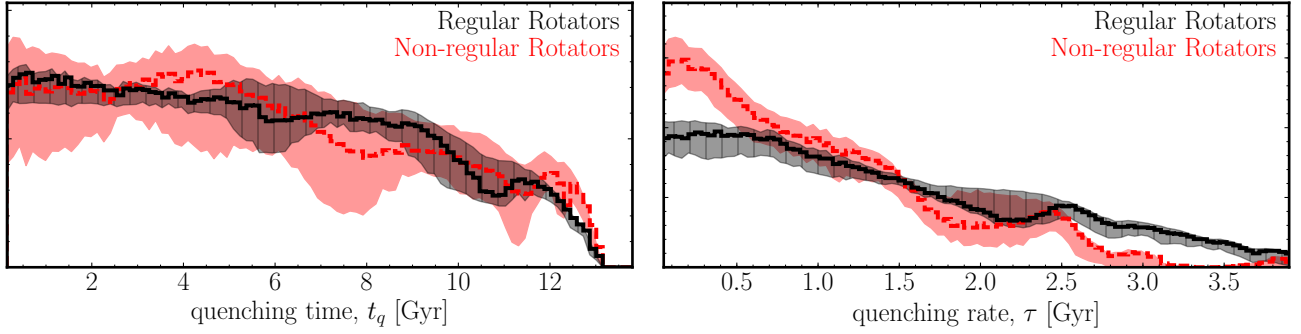 Regular Rotators
Non-regular Rotators
2 4 6 8 10 12
quenching time, t_q [Gyr]
Regular Rotators
Non-regular Rotators
0.5 1.0 1.5 2.0 2.5 3.0 3.5
quenching rate, τ [Gyr]